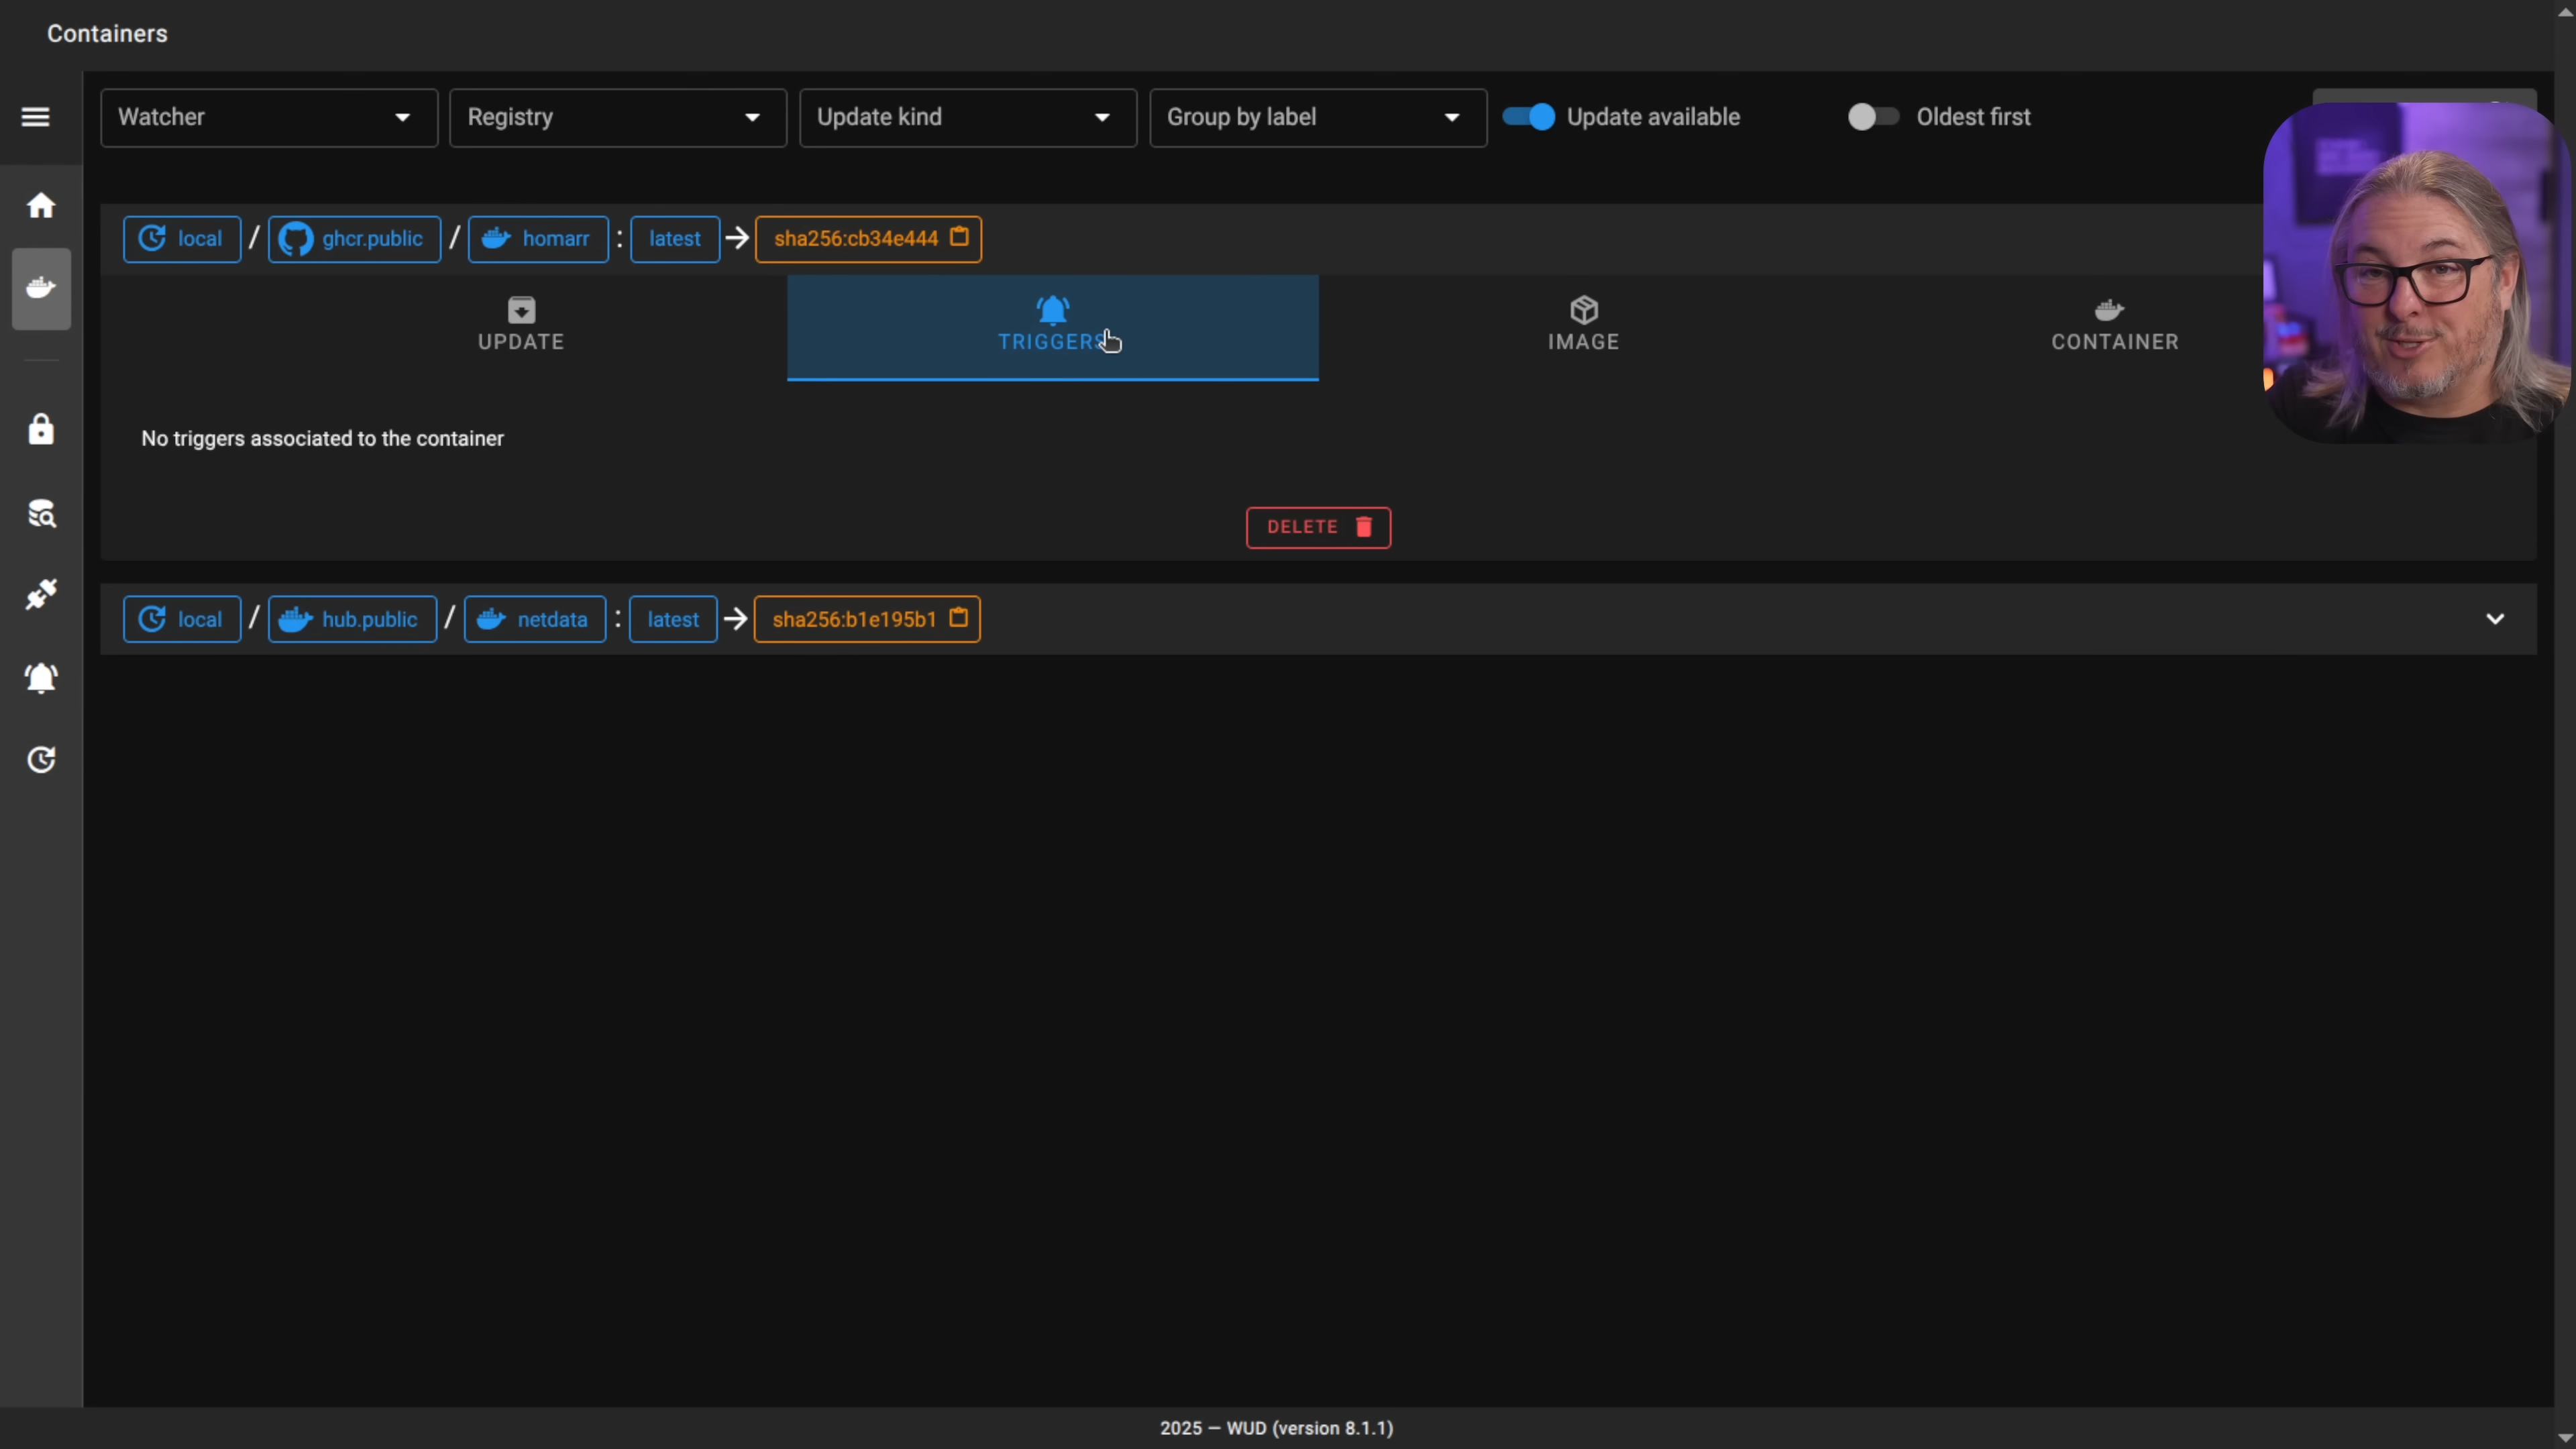 Containers
Watcher Registry Update kind Group by label Update available Oldest first
local / ghcr.public / homarr : latest → sha256:cb34e444
UPDATE TRIGGERS IMAGE CONTAINER
No triggers associated to the container
DELETE
local / hub.public / netdata : latest → sha256:b1e195b1
2025 — WUD (version 8.1.1)